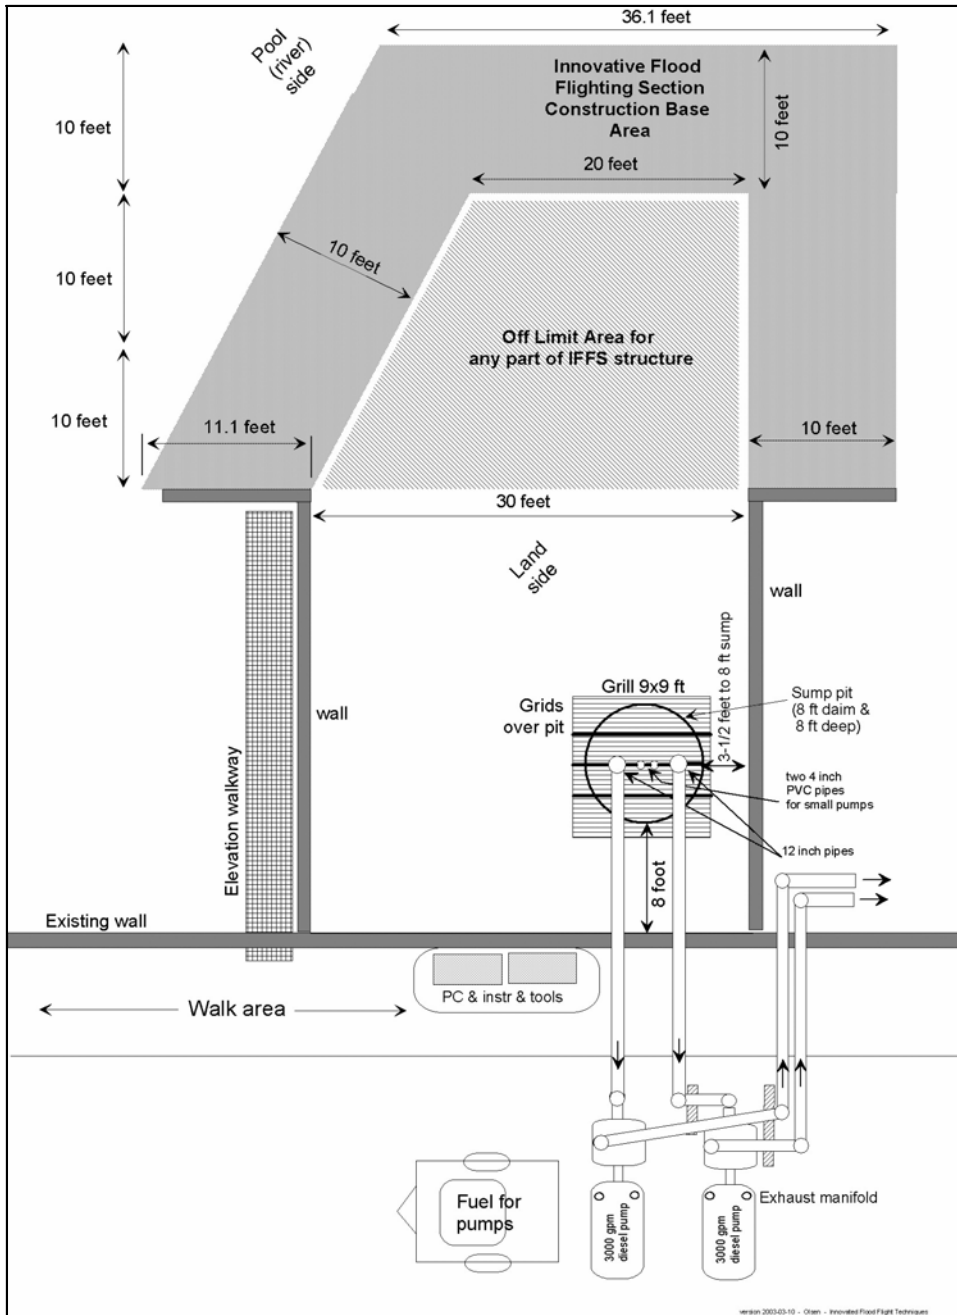 36.1 feet
Pool
(river)
side
Innovative Flood
Flighting Section
Construction Base
Area
10 feet
10 feet
20 feet
10 feet
10 feet
Off Limit Area for
any part of IFFS structure
10 feet
11.1 feet
10 feet
30 feet
Land
side
wall
wall
Grill 9x9 ft
Grids
over pit
3-1/2 feet to 8 ft sump
Sump pit
(8 ft daim &
8 ft deep)
two 4 inch
PVC pipes
for small pumps
12 inch pipes
Elevation walkway
8 foot
Existing wall
PC & instr & tools
Walk area
Fuel for
pumps
3000 gpm
diesel pump
3000 gpm
diesel pump
Exhaust manifold
version 2003-03-10 - Olsen - Innovated Flood Flight Techniques